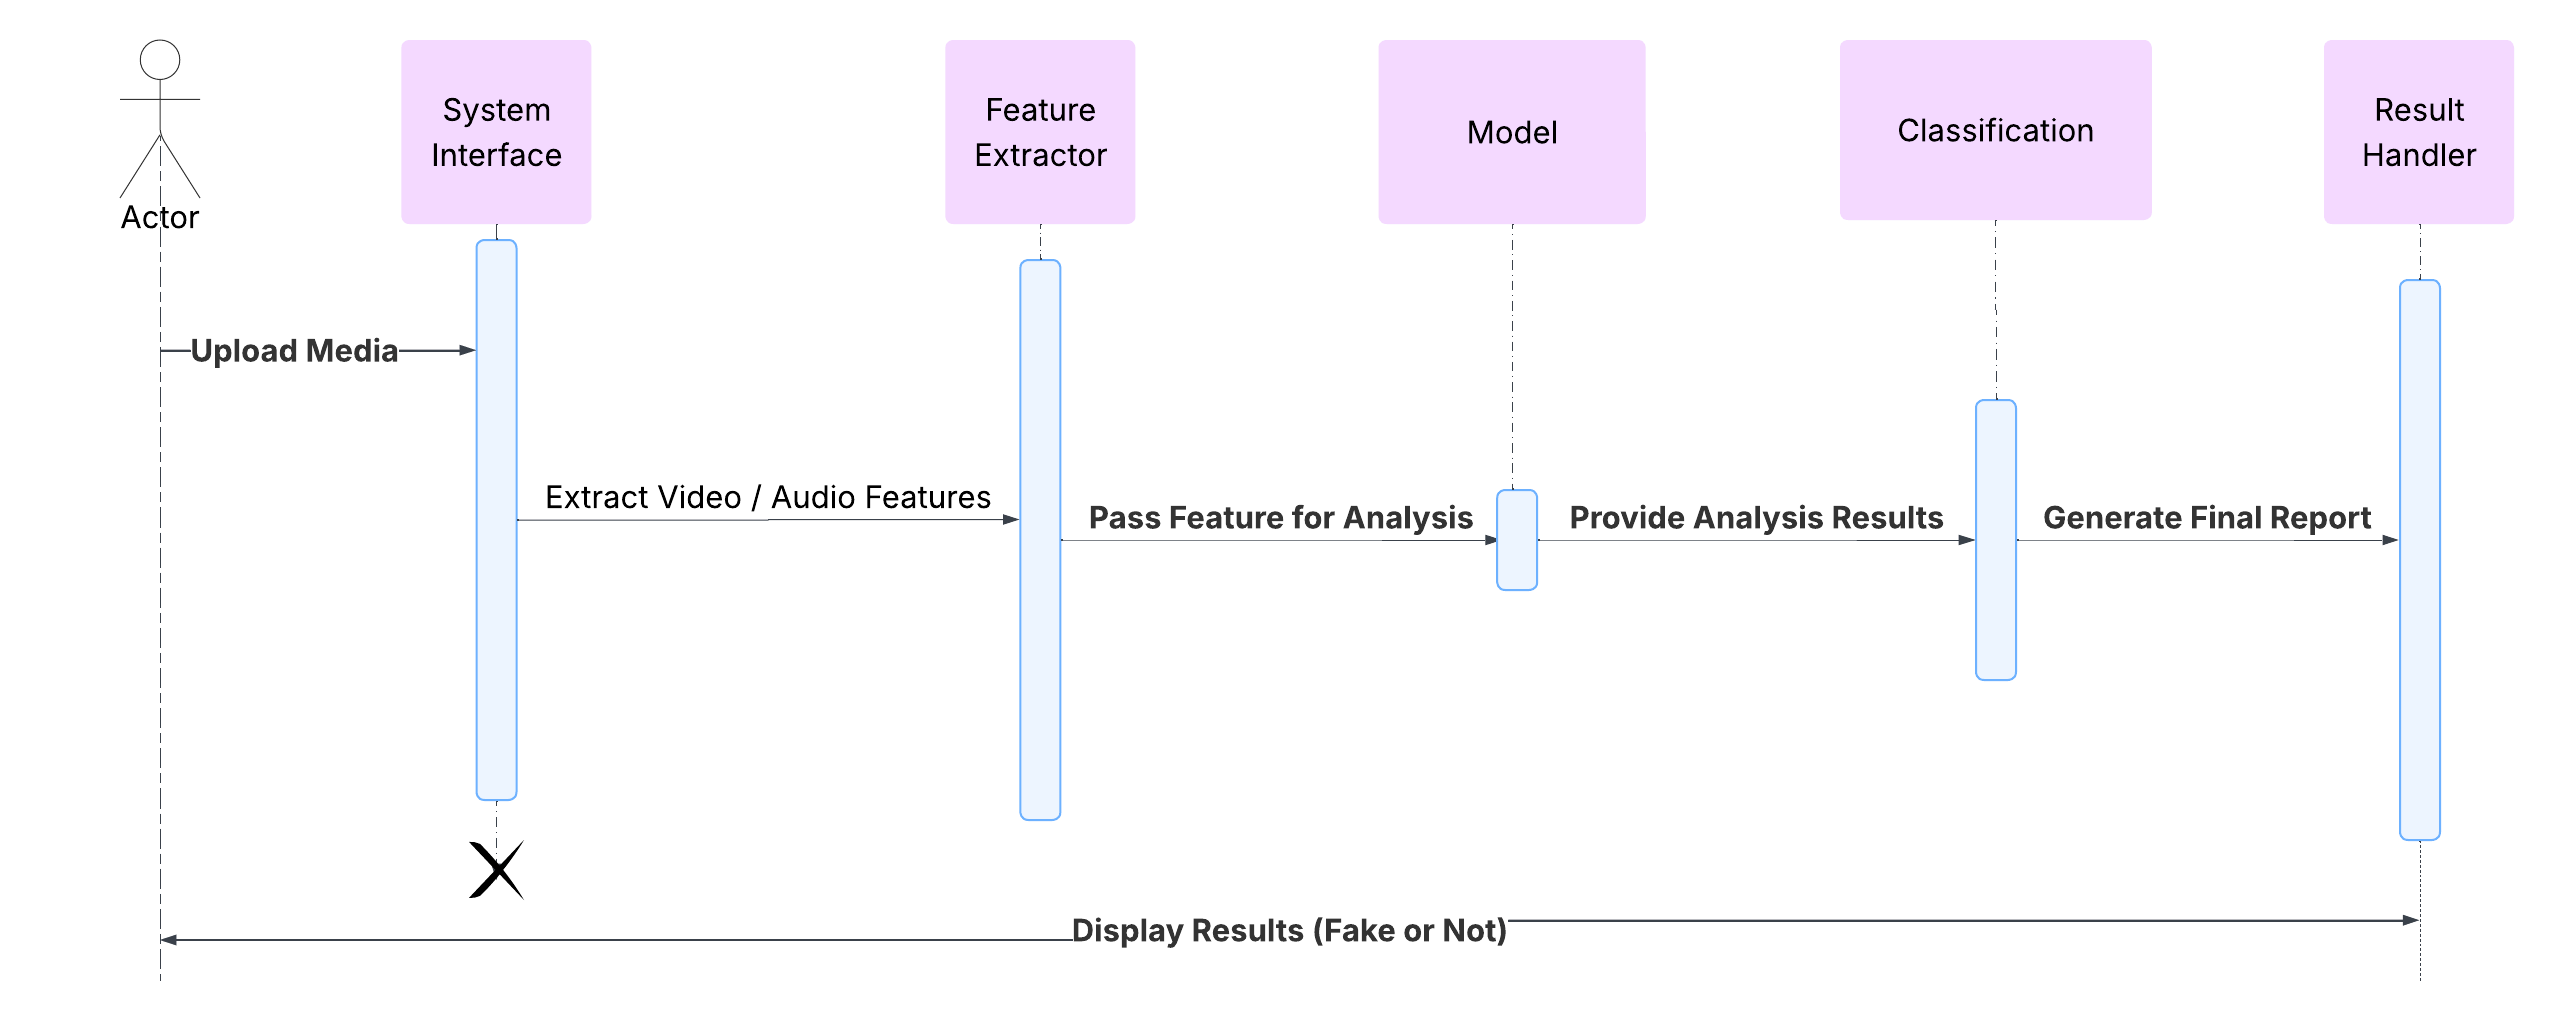 System
Interface
Feature
Extractor
Model
Classification
Result
Handler
Actor
Upload Media
Extract Video / Audio Features
Pass Feature for Analysis
Provide Analysis Results
Generate Final Report
Display Results (Fake or Not)